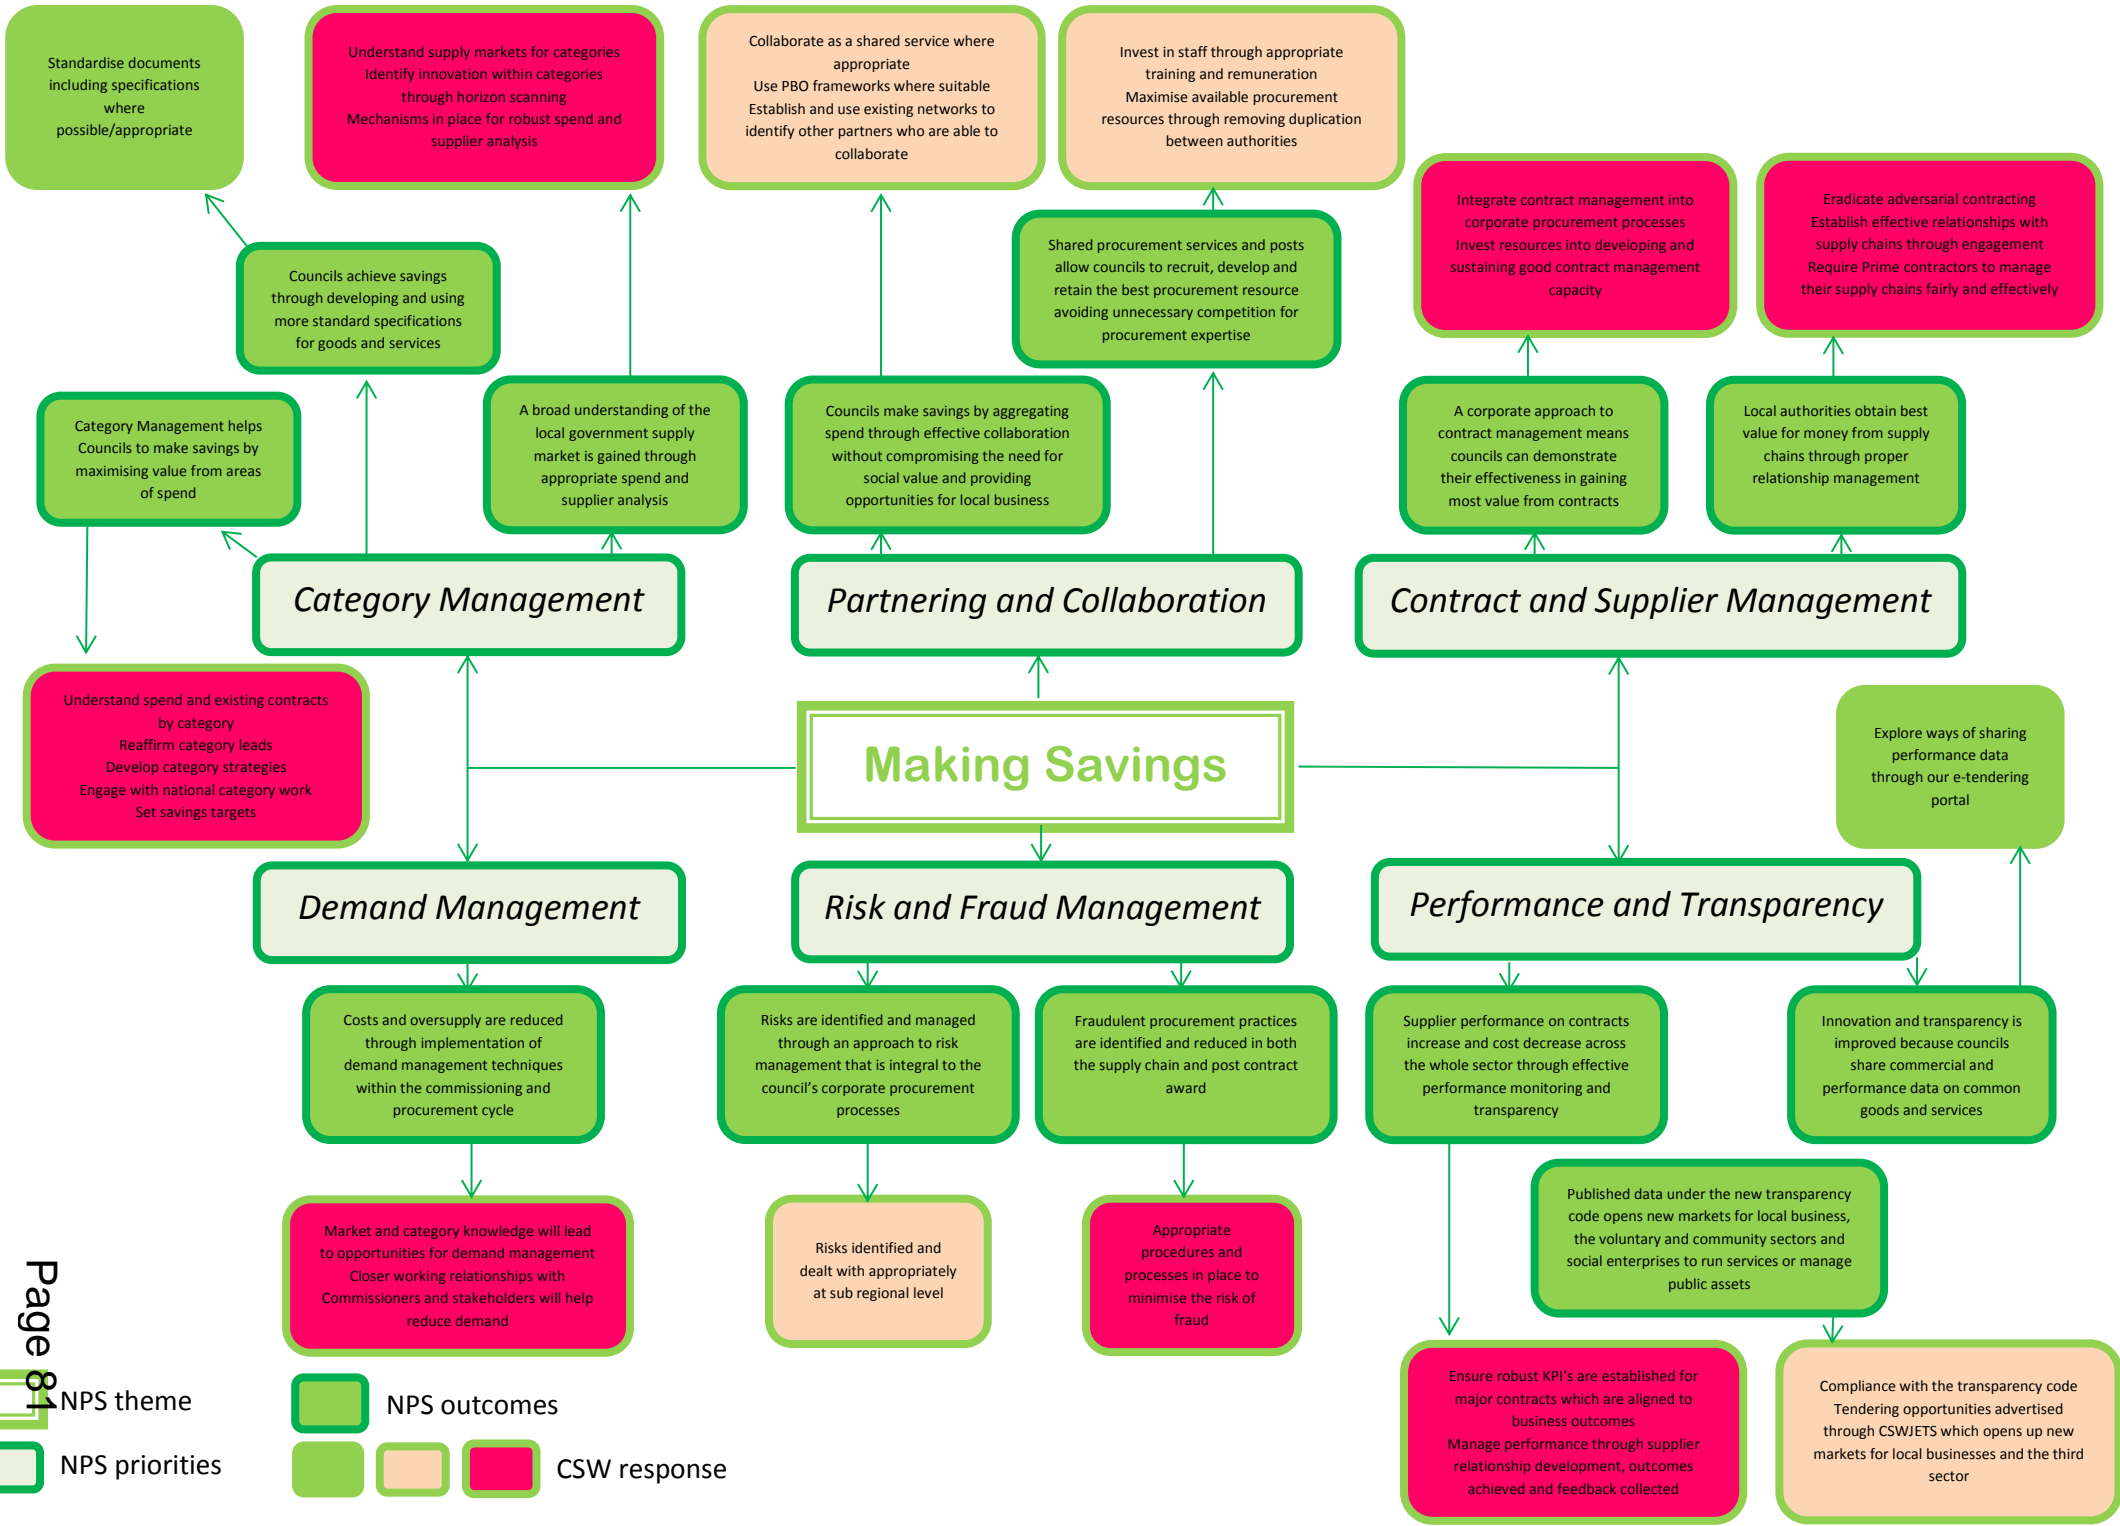 Standardise documents
including specifications
where
possible/appropriate
Understand supply markets for categories
Identify innovation within categories
through horizon scanning
Mechanisms in place for robust spend and
supplier analysis
Collaborate as a shared service where
appropriate
Use PBO frameworks where suitable
Establish and use existing networks to
identify other partners who are able to
collaborate
Invest in staff through appropriate
training and remuneration
Maximise available procurement
resources through removing duplication
between authorities
Integrate contract management into
corporate procurement processes
Invest resources into developing and
sustaining good contract management
capacity
Eradicate adversarial contracting
Establish effective relationships with
supply chains through engagement
Require Prime contractors to manage
their supply chains fairly and effectively
Councils achieve savings
through developing and using
more standard specifications
for goods and services
Shared procurement services and posts
allow councils to recruit, develop and
retain the best procurement resource
avoiding unnecessary competition for
procurement expertise
Category Management helps
Councils to make savings by
maximising value from areas
of spend
A broad understanding of the
local government supply
market is gained through
appropriate spend and
supplier analysis
Councils make savings by aggregating
spend through effective collaboration
without compromising the need for
social value and providing
opportunities for local business
A corporate approach to
contract management means
councils can demonstrate
their effectiveness in gaining
most value from contracts
Local authorities obtain best
value for money from supply
chains through proper
relationship management
Category Management
Partnering and Collaboration
Contract and Supplier Management
Understand spend and existing contracts
by category
Reaffirm category leads
Develop category strategies
Engage with national category work
Set savings targets
Making Savings
Explore ways of sharing
performance data
through our e-tendering
portal
Demand Management
Risk and Fraud Management
Performance and Transparency
Costs and oversupply are reduced
through implementation of
demand management techniques
within the commissioning and
procurement cycle
Risks are identified and managed
through an approach to risk
management that is integral to the
council's corporate procurement
processes
Fraudulent procurement practices
are identified and reduced in both
the supply chain and post contract
award
Supplier performance on contracts
increase and cost decrease across
the whole sector through effective
performance monitoring and
transparency
Innovation and transparency is
improved because councils
share commercial and
performance data on common
goods and services
Market and category knowledge will lead
to opportunities for demand management
Closer working relationships with
Commissioners and stakeholders will help
reduce demand
Risks identified and
dealt with appropriately
at sub regional level
Appropriate
procedures and
processes in place to
minimise the risk of
fraud
Published data under the new transparency
code opens new markets for local business,
the voluntary and community sectors and
social enterprises to run services or manage
public assets
Ensure robust KPI's are established for
major contracts which are aligned to
business outcomes
Manage performance through supplier
relationship development, outcomes
achieved and feedback collected
Compliance with the transparency code
Tendering opportunities advertised
through CSWJETS which opens up new
markets for local businesses and the third
sector
Page 81
NPS theme
NPS outcomes
NPS priorities
CSW response